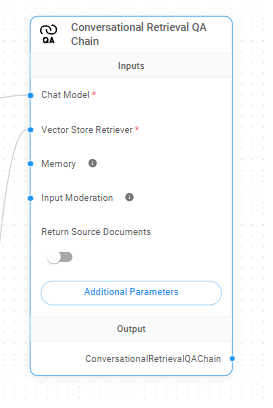 QA
Conversational Retrieval QA
Chain
Inputs
Chat Model *
Vector Store Retriever *
Memory
Input Moderation
Return Source Documents
Additional Parameters
Output
ConversationalRetrievalQAChain